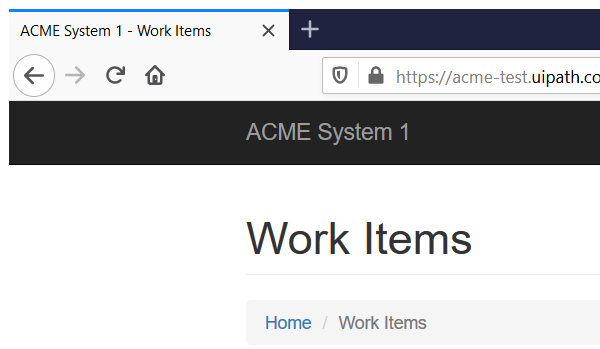 ACME System 1 - Work Items
https://acme-test.uipath.co
ACME System 1
Work Items
Home / Work Items